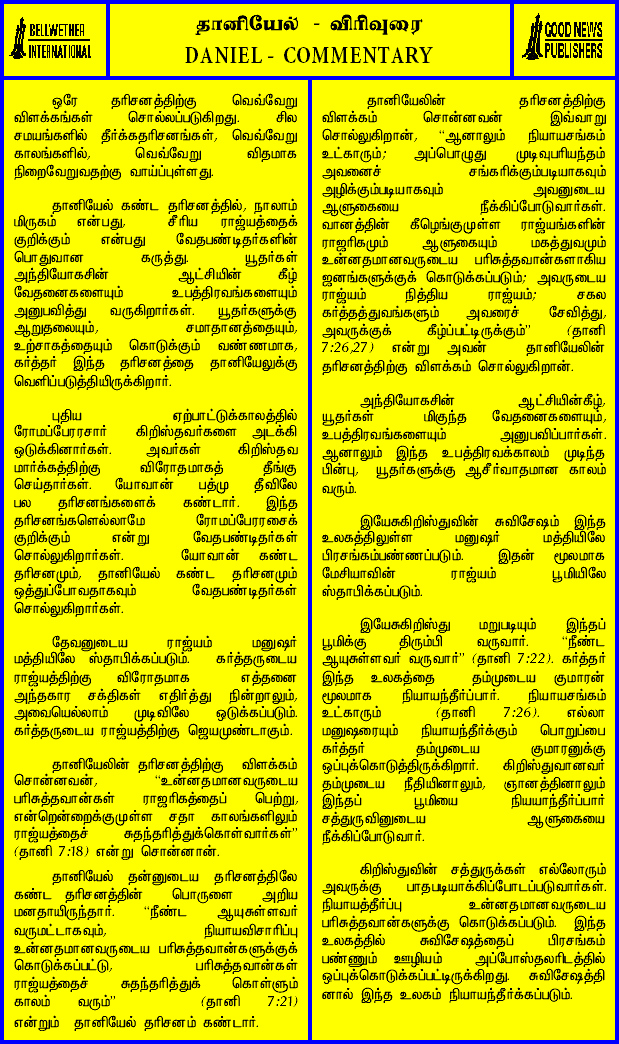 BELLWETHER
INTERNATIONAL
தானியேல் - விரிவுரை
DANIEL - COMMENTARY
GOOD NEWS
PUBLISHERS
ஒரே தரிசனத்திற்கு வெவ்வேறு
விளக்கங்கள் சொல்லப்படுகிறது. சில
சமயங்களில் தீர்க்கதரிசனங்கள், வெவ்வேறு
காலங்களில், வெவ்வேறு விதமாக
நிறைவேறுவதற்கு வாய்ப்புள்ளது.
தானியேல் கண்ட தரிசனத்தில், நாலாம்
மிருகம் என்பது, சீரிய ராஜ்யத்தைக்
குறிக்கும் என்பது வேதபண்டிதர்களின்
பொதுவான கருத்து. யூதர்கள்
அந்தியோகசின் ஆட்சியின் கீழ்
வேதனைகளையும் உபத்திரவங்களையும்
அனுபவித்து வருகிறார்கள். யூதர்களுக்கு
ஆறுதலையும், சமாதானத்தையும்,
உற்சாகத்தையும் கொடுக்கும் வண்ணமாக,
கர்த்தர் இந்த தரிசனத்தை தானியேலுக்கு
வெளிப்படுத்தியிருக்கிறார்.
புதிய ஏற்பாட்டுக்காலத்தில்
ரோமப்பேரரசார் கிறிஸ்தவர்களை அடக்கி
ஒடுக்கினார்கள். அவர்கள் கிறிஸ்தவ
மார்க்கத்திற்கு விரோதமாகத் தீங்கு
செய்தார்கள். யோவான் பத்மு தீவிலே
பல தரிசனங்களைக் கண்டார். இந்த
தரிசனங்களெல்லாமே ரோமப்பேரரசைக்
குறிக்கும் என்று வேதபண்டிதர்கள்
சொல்லுகிறார்கள். யோவான் கண்ட
தரிசனமும், தானியேல் கண்ட தரிசனமும்
ஒத்துப்போவதாகவும் வேதபண்டிதர்கள்
சொல்லுகிறார்கள்.
தேவனுடைய ராஜ்யம் மனுஷர்
மத்தியிலே ஸ்தாபிக்கப்படும். கர்த்தருடைய
ராஜ்யத்திற்கு விரோதமாக எத்தனை
அந்தகார சக்திகள் எதிர்த்து நின்றாலும்,
அவையெல்லாம் முடிவிலே ஒடுக்கப்படும்.
கர்த்தருடைய ராஜ்யத்திற்கு ஜெயமுண்டாகும்.
தானியேலின் தரிசனத்திற்கு விளக்கம்
சொன்னவன், "உன்னதமானவருடைய
பரிசுத்தவான்கள் ராஜரிகத்தைப் பெற்று,
என்றென்றைக்குமுள்ள சதா காலங்களிலும்
ராஜ்யத்தைச் சுதந்தரித்துக்கொள்வார்கள்"
(தானி 7:18) என்று சொன்னான்.
தானியேல் தன்னுடைய தரிசனத்திலே
கண்ட தரிசனத்தின் பொருளை அறிய
மனதாயிருந்தார். "நீண்ட ஆயுசுள்ளவர்
வருமட்டாகவும், நியாயவிசாரிப்பு
உன்னதமானவருடைய பரிசுத்தவான்களுக்குக்
கொடுக்கப்பட்டு, பரிசுத்தவான்கள்
ராஜ்யத்தைச் சுதந்தரித்துக் கொள்ளும்
காலம் வரும்" (தானி 7:21)
என்றும் தானியேல் தரிசனம் கண்டார்.
தானியேலின் தரிசனத்திற்கு
விளக்கம் சொன்னவன் இவ்வாறு
சொல்லுகிறான், "ஆனாலும் நியாயசங்கம்
உட்காரும்; அப்பொழுது முடிவுபரியந்தம்
அவனைச் சங்கரிக்கும்படியாகவும்
அழிக்கும்படியாகவும் அவனுடைய
ஆளுகையை நீக்கிப்போடுவார்கள்.
வானத்தின் கீழெங்குமுள்ள ராஜ்யங்களின்
ராஜரிகமும் ஆளுகையும் மகத்துவமும்
உன்னதமானவருடைய பரிசுத்தவான்களாகிய
ஜனங்களுக்குக் கொடுக்கப்படும்; அவருடைய
ராஜ்யம் நித்திய ராஜ்யம்; சகல
கர்த்தத்துவங்களும் அவரைச் சேவித்து,
அவருக்குக் கீழ்ப்பட்டிருக்கும்" (தானி
7:26,27) என்று அவன் தானியேலின்
தரிசனத்திற்கு விளக்கம் சொல்லுகிறான்.
அந்தியோகசின் ஆட்சியின்கீழ்,
யூதர்கள் மிகுந்த வேதனைகளையும்,
உபத்திரவங்களையும் அனுபவிப்பார்கள்.
ஆனாலும் இந்த உபத்திரவக்காலம் முடிந்த
பின்பு, யூதர்களுக்கு ஆசீர்வாதமான காலம்
வரும்.
இயேசுகிறிஸ்துவின் சுவிசேஷம் இந்த
உலகத்திலுள்ள மனுஷர் மத்தியிலே
பிரசங்கம்பண்ணப்படும். இதன் மூலமாக
மேசியாவின் ராஜ்யம் பூமியிலே
ஸ்தாபிக்கப்படும்.
இயேசுகிறிஸ்து மறுபடியும் இந்தப்
பூமிக்கு திரும்பி வருவார். "நீண்ட
ஆயுசுள்ளவர் வருவார்" (தானி 7:22). கர்த்தர்
இந்த உலகத்தை தம்முடைய குமாரன்
மூலமாக நியாயந்தீர்ப்பார். நியாயசங்கம்
உட்காரும் (தானி 7:26). எல்லா
மனுஷரையும் நியாயந்தீர்க்கும் பொறுப்பை
கர்த்தர் தம்முடைய குமாரனுக்கு
ஒப்புக்கொடுத்திருக்கிறார். கிறிஸ்துவானவர்
தம்முடைய நீதியினாலும், ஞானத்தினாலும்
இந்தப் பூமியை நியயாந்தீர்ப்பார்
சத்துருவினுடைய ஆளுகையை
நீக்கிப்போடுவார்.
கிறிஸ்துவின் சத்துருக்கள் எல்லோரும்
அவருக்கு பாதபடியாக்கிப்போடப்படுவார்கள்.
நியாயத்தீர்ப்பு உன்னதமானவருடைய
பரிசுத்தவான்களுக்கு கொடுக்கப்படும். இந்த
உலகத்தில் சுவிசேஷத்தைப் பிரசங்கம்
பண்ணும் ஊழியம் அப்போஸ்தலரிடத்தில்
ஒப்புக்கொடுக்கப்பட்டிருக்கிறது. சுவிசேஷத்தி
னால் இந்த உலகம் நியாயந்தீர்க்கப்படும்.